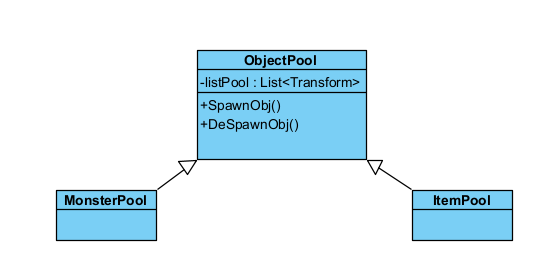 ObjectPool
-listPool : List<Transform>
+SpawnObj()
+DeSpawnObj()
MonsterPool
ItemPool